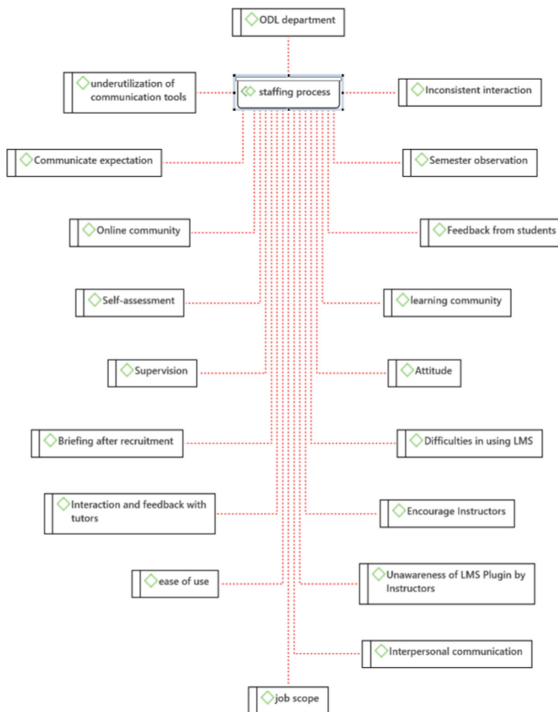 ODL department
underutilization of
communication tools
staffing process
Inconsistent interaction
Communicate expectation
Semester observation
Online community
Feedback from students
Self-assessment
learning community
Supervision
Attitude
Briefing after recruitment
Difficulties in using LMS
Interaction and feedback with
tutors
Encourage Instructors
ease of use
Unawareness of LMS Plugin by
Instructors
Interpersonal communication
job scope